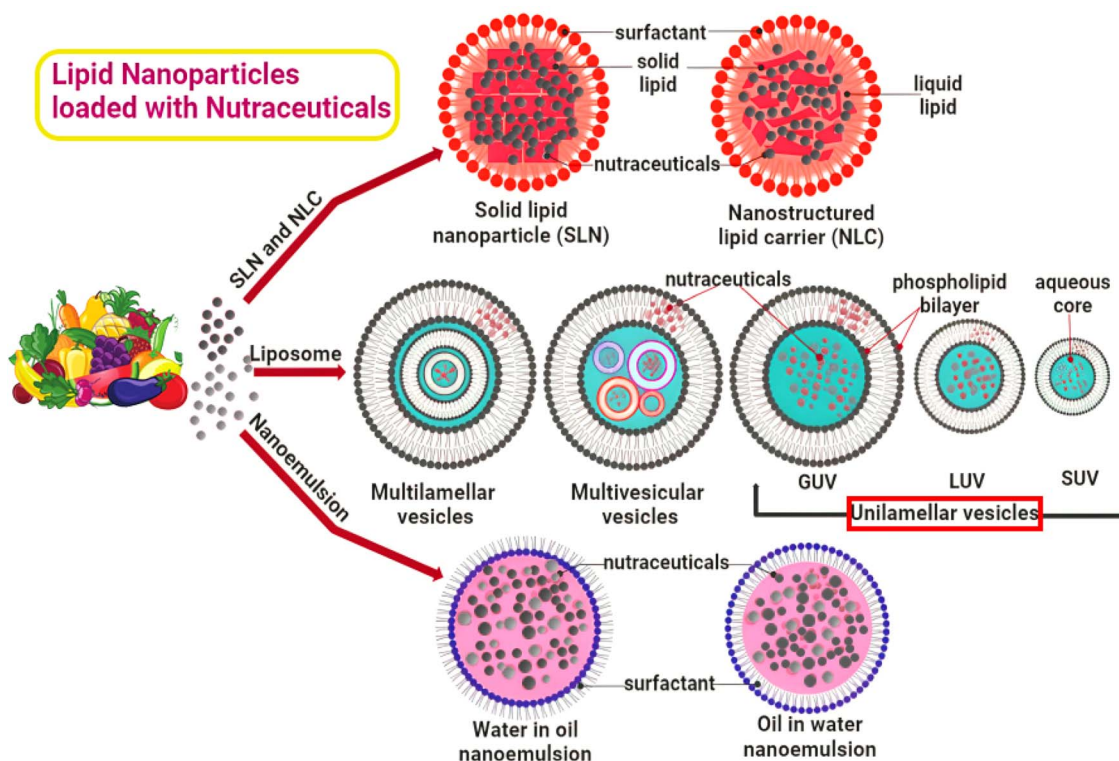 Lipid Nanoparticles
loaded with Nutraceuticals
surfactant
solid
lipid
liquid
lipid
nutraceuticals
Solid lipid
nanoparticle (SLN)
Nanostructured
lipid carrier (NLC)
SLN and NLC
Liposome
Nanoemulsion
nutraceuticals
phospholipid
bilayer
aqueous
core
Multilamellar
vesicles
Multivesicular
vesicles
GUV
LUV
SUV
Unilamellar vesicles
nutraceuticals
surfactant
Water in oil
nanoemulsion
Oil in water
nanoemulsion